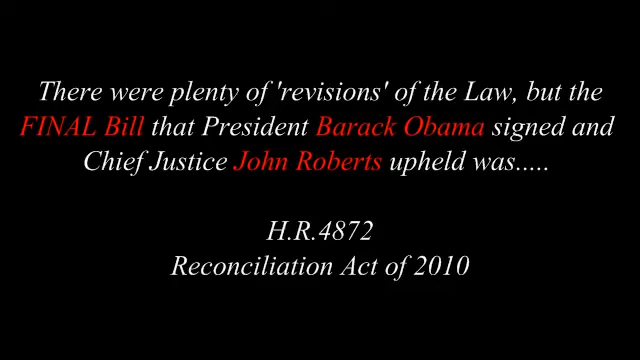 There were plenty of 'revisions' of the Law, but the
FINAL Bill that President Barack Obama signed and
Chief Justice John Roberts upheld was.....
H.R.4872
Reconciliation Act of 2010